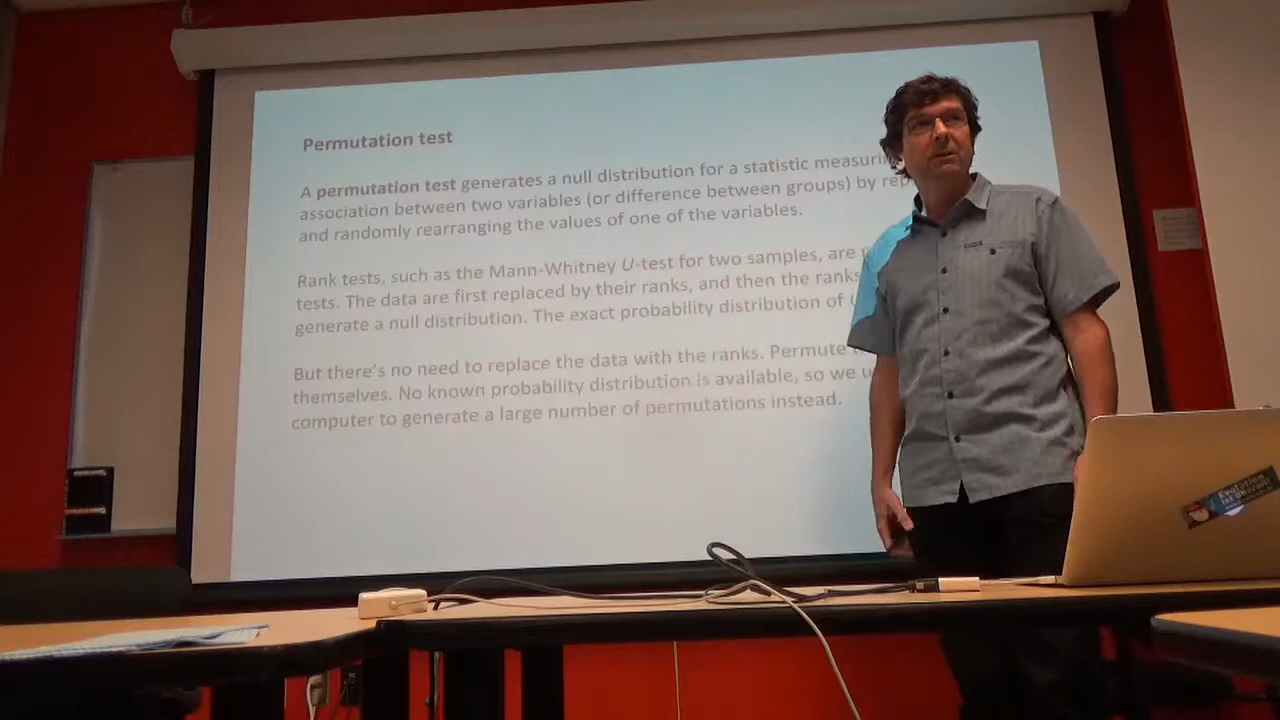 Permutation test
A permutation test generates a null distribution for a statistic measuring
association between two variables (or difference between groups) by
and randomly rearranging the values of one of the variables.
Rank tests, such as the Mann-Whitney U-test for two samples, are
tests. The data are first replaced by their ranks, and then the ranks
generate a null distribution. The exact probability distribution of
But there's no need to replace the data with the ranks. Permute
themselves. No known probability distribution is available, so we
computer to generate a large number of permutations instead.
Evolution
ist überall!